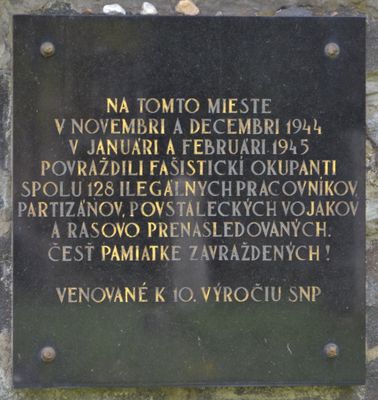 NA TOMTO MIESTE
V NOVEMBRI A DECEMBRI 1944
V JANUÁRI A FEBRUÁRI 1945
POVRAŽDILI FAŠISTICKÍ OKUPANTI
SPOLU 128 ILEGÁLNYCH PRACOVNÍKOV,
PARTIZÁNOV, POVSTALECKÝCH VOJAKOV
A RASOVO PRENASLEDOVANÝCH.
ČESŤ PAMIATKE ZAVRAŽDENÝCH!
VENOVANÉ K 10. VÝROČIU SNP